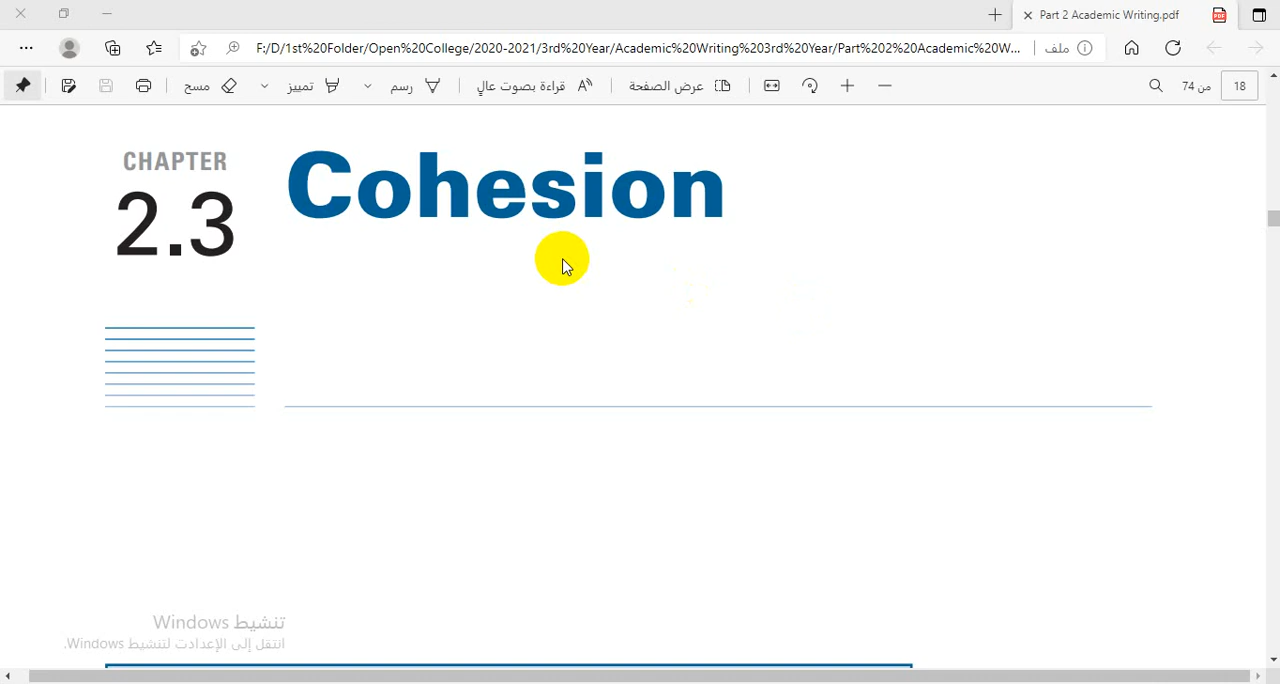 Part 2 Academic Writing.pdf
F:/D/1st%20Folder/Open%20College/2020-2021/3rd%20Year/Academic%20Writing%203rd%20Year/Part%202%20Academic%20W...
ملف
18
من 74
عرض الصفحة
قراءة بصوت عالٍ
رسم
تمييز
مسح
CHAPTER
2.3
Cohesion
تنشيط Windows
انتقل إلى الإعدادت لتنشيط Windows.